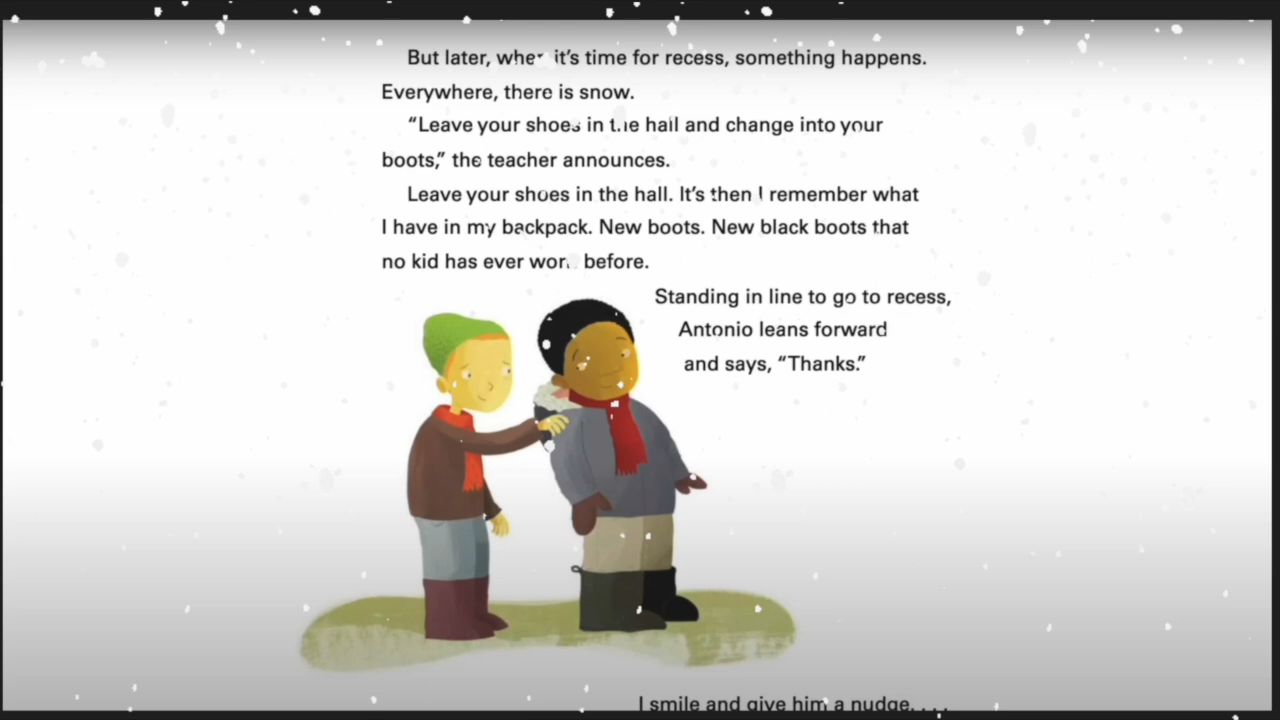 But later, when it's time for recess, something happens.
Everywhere, there is snow.
"Leave your shoes in the hall and change into your
boots," the teacher announces.
Leave your shoes in the hall. It's then I remember what
I have in my backpack. New boots. New black boots that
no kid has ever worn before.
Standing in line to go to recess,
Antonio leans forward
and says, "Thanks."
I smile and give him a nudge. . . .